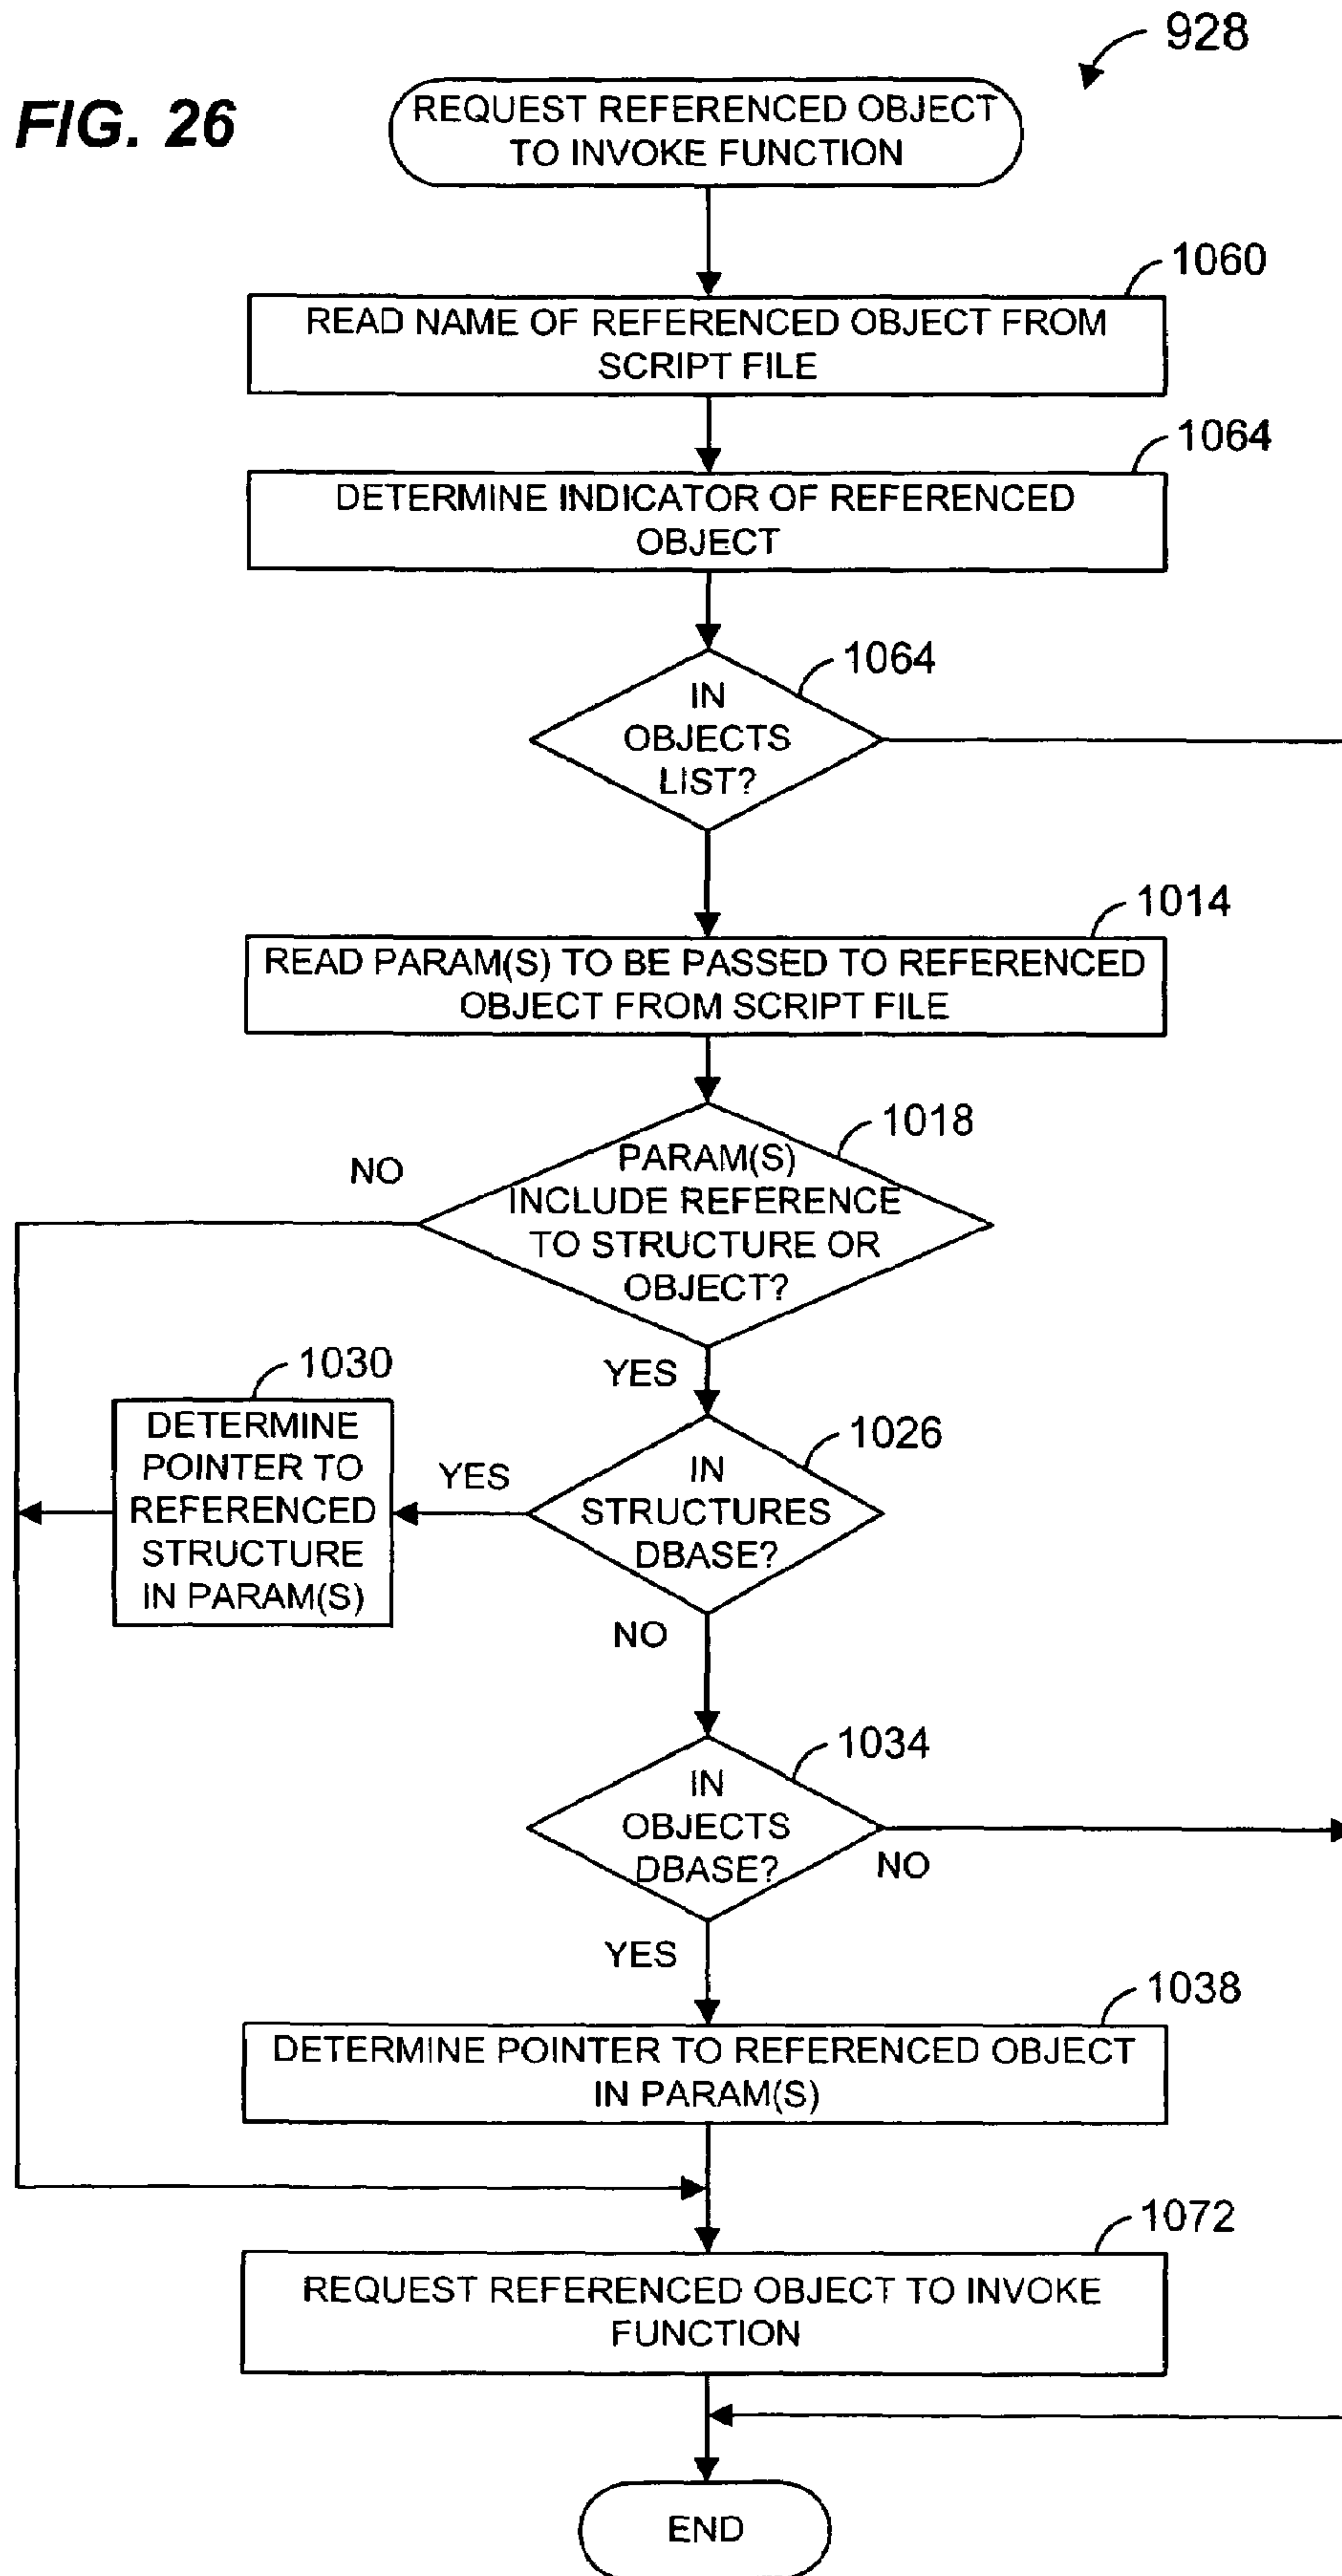 928
FIG. 26
REQUEST REFERENCED OBJECT
TO INVOKE FUNCTION
1060
READ NAME OF REFERENCED OBJECT FROM
SCRIPT FILE
1064
DETERMINE INDICATOR OF REFERENCED
OBJECT
1064
IN
OBJECTS
LIST?
1014
READ PARAM(S) TO BE PASSED TO REFERENCED
OBJECT FROM SCRIPT FILE
1018
NO
PARAM(S)
INCLUDE REFERENCE
TO STRUCTURE OR
OBJECT?
YES
1030
DETERMINE
POINTER TO
REFERENCED
STRUCTURE
IN PARAM(S)
YES
1026
IN
STRUCTURES
DBASE?
NO
1034
IN
OBJECTS
DBASE?
NO
YES
1038
DETERMINE POINTER TO REFERENCED OBJECT
IN PARAM(S)
1072
REQUEST REFERENCED OBJECT TO INVOKE
FUNCTION
END